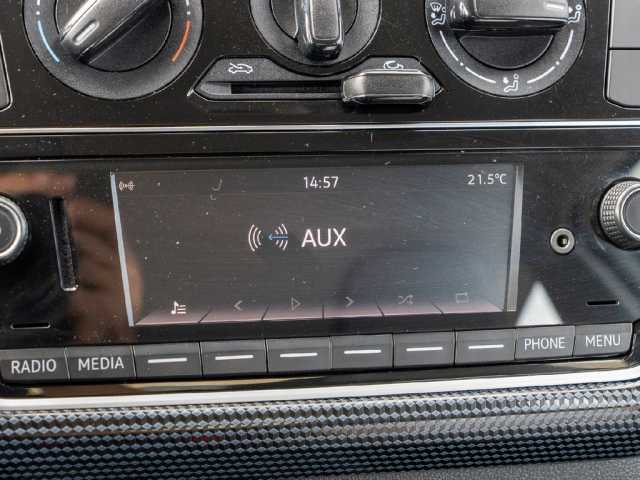 14:57
21.5°C
AUX
RADIO
MEDIA
PHONE
MENU